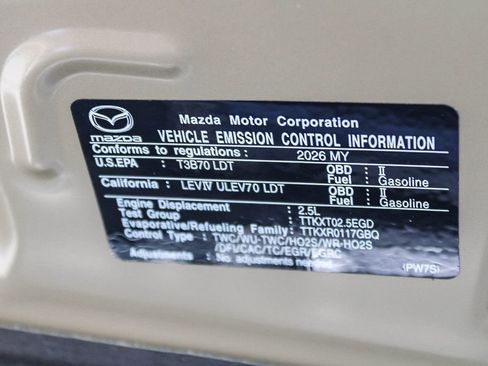 mazda
Mazda Motor Corporation
VEHICLE EMISSION CONTROL INFORMATION
Conforms to regulations: 2026 MY
U.S.EPA : T3B70 LDT OBD : II
Fuel : Gasoline
California : LEVIV ULEV70 LDT OBD : II
Fuel : Gasoline
Engine Displacement : 2.5L
Test Group : TTKXT02.5EGD
Evaporative/Refueling Family: TTKXR0117GBQ
Control Type : TWC/WU-TWC/HO2S/WR-HO2S
/DFI/CAC/TC/EGR/EGRC
Adjustments : No adjustments needed.
(PW7S)